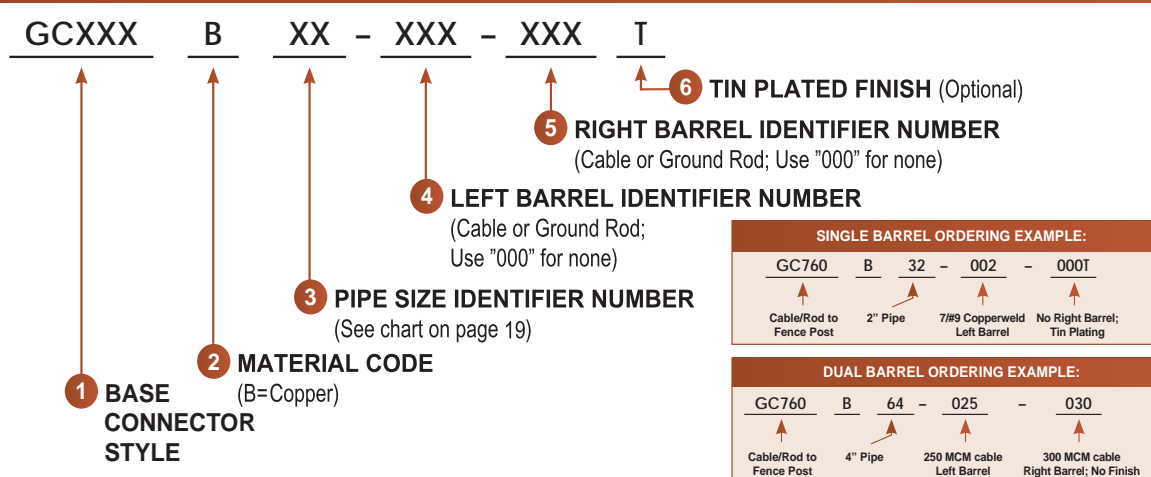 GCXXX B XX – XXX – XXX T
6 TIN PLATED FINISH (Optional)
5 RIGHT BARREL IDENTIFIER NUMBER
(Cable or Ground Rod; Use "000" for none)
4 LEFT BARREL IDENTIFIER NUMBER
(Cable or Ground Rod;
Use "000" for none)
3 PIPE SIZE IDENTIFIER NUMBER
(See chart on page 19)
2 MATERIAL CODE
(B=Copper)
1 BASE
CONNECTOR
STYLE
SINGLE BARREL ORDERING EXAMPLE:
GC760 B 32 – 002 – 000T
Cable/Rod to
Fence Post
2" Pipe
7/#9 Copperweld
Left Barrel
No Right Barrel;
Tin Plating
DUAL BARREL ORDERING EXAMPLE:
GC760 B 64 – 025 – 030
Cable/Rod to
Fence Post
4" Pipe
250 MCM cable
Left Barrel
300 MCM cable
Right Barrel; No Finish